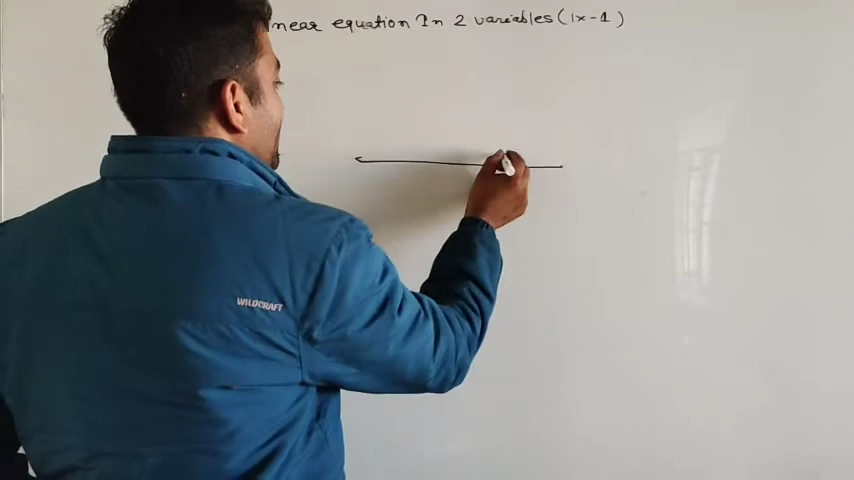 near equation In 2 variables (1x-1)
WILDCRAFT